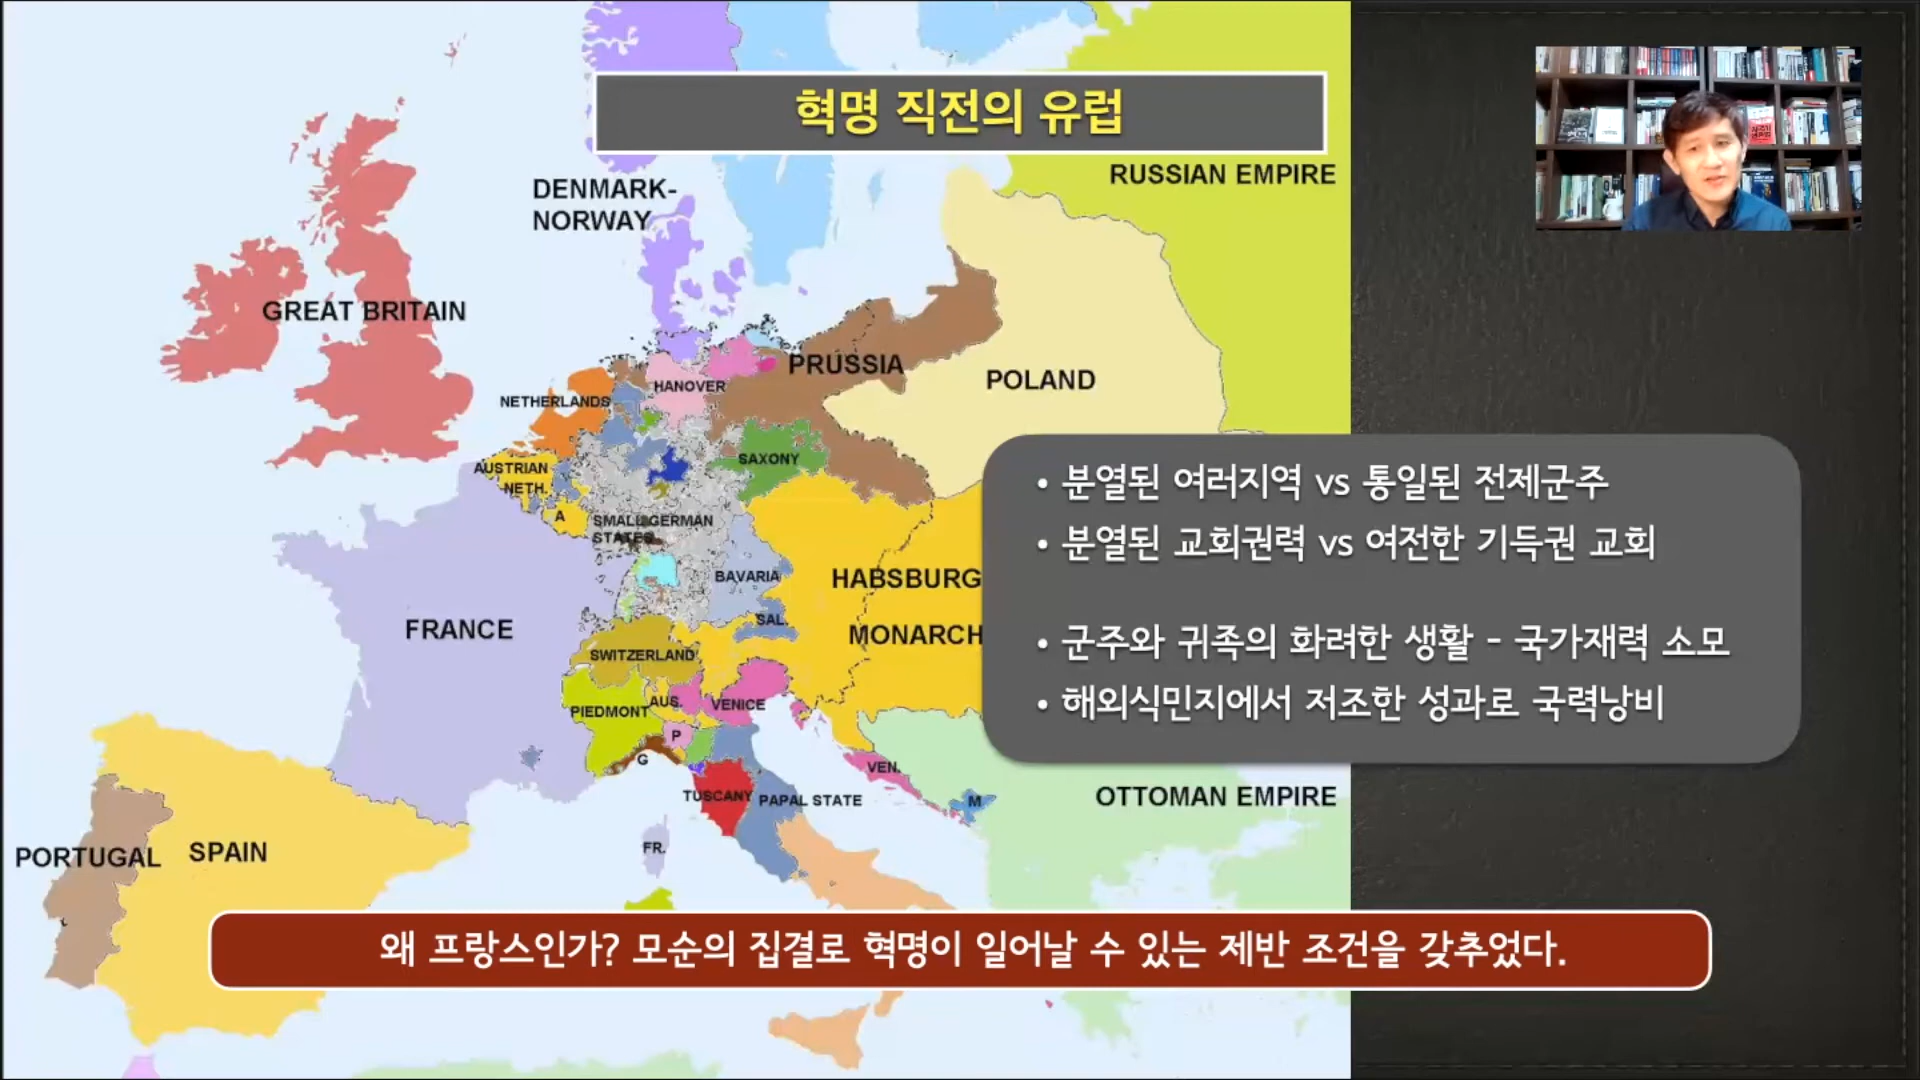 혁명 직전의 유럽
RUSSIAN EMPIRE
DENMARK-
NORWAY
GREAT BRITAIN
PRUSSIA
POLAND
HANOVER
NETHERLANDS
SAXONY
AUSTRIAN
NETH.
A
SMALL GERMAN
STATES
BAVARIA
HABSBURG
MONARCH
FRANCE
SAL.
SWITZERLAND
AUS.
VENICE
PIEDMONT
P
G
VEN.
TUSCANY
PAPAL STATE
M
OTTOMAN EMPIRE
FR.
PORTUGAL
SPAIN
• 분열된 여러지역 vs 통일된 전제군주
• 분열된 교회권력 vs 여전한 기득권 교회
• 군주와 귀족의 화려한 생활 - 국가재력 소모
• 해외식민지에서 저조한 성과로 국력낭비
왜 프랑스인가? 모순의 집결로 혁명이 일어날 수 있는 제반 조건을 갖추었다.